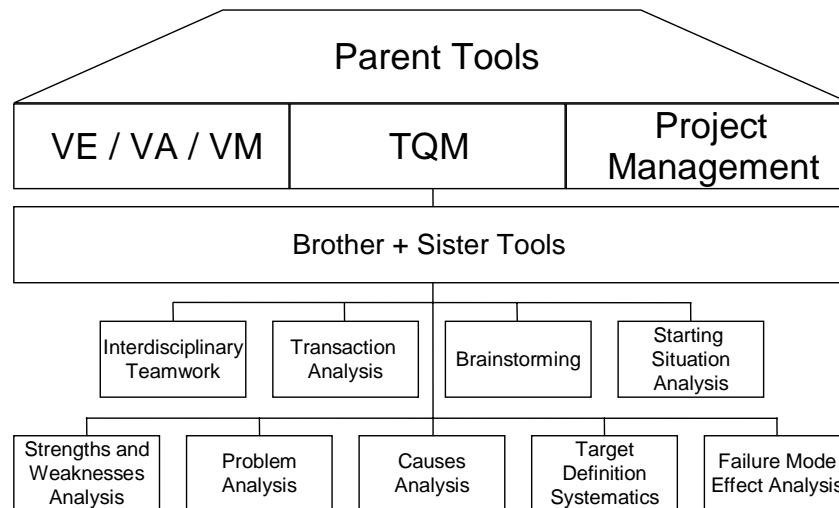 Parent Tools
VE / VA / VM
TQM
Project
Management
Brother + Sister Tools
Interdisciplinary
Teamwork
Transaction
Analysis
Brainstorming
Starting
Situation
Analysis
Strengths and
Weaknesses
Analysis
Problem
Analysis
Causes
Analysis
Target
Definition
Systematics
Failure Mode
Effect Analysis